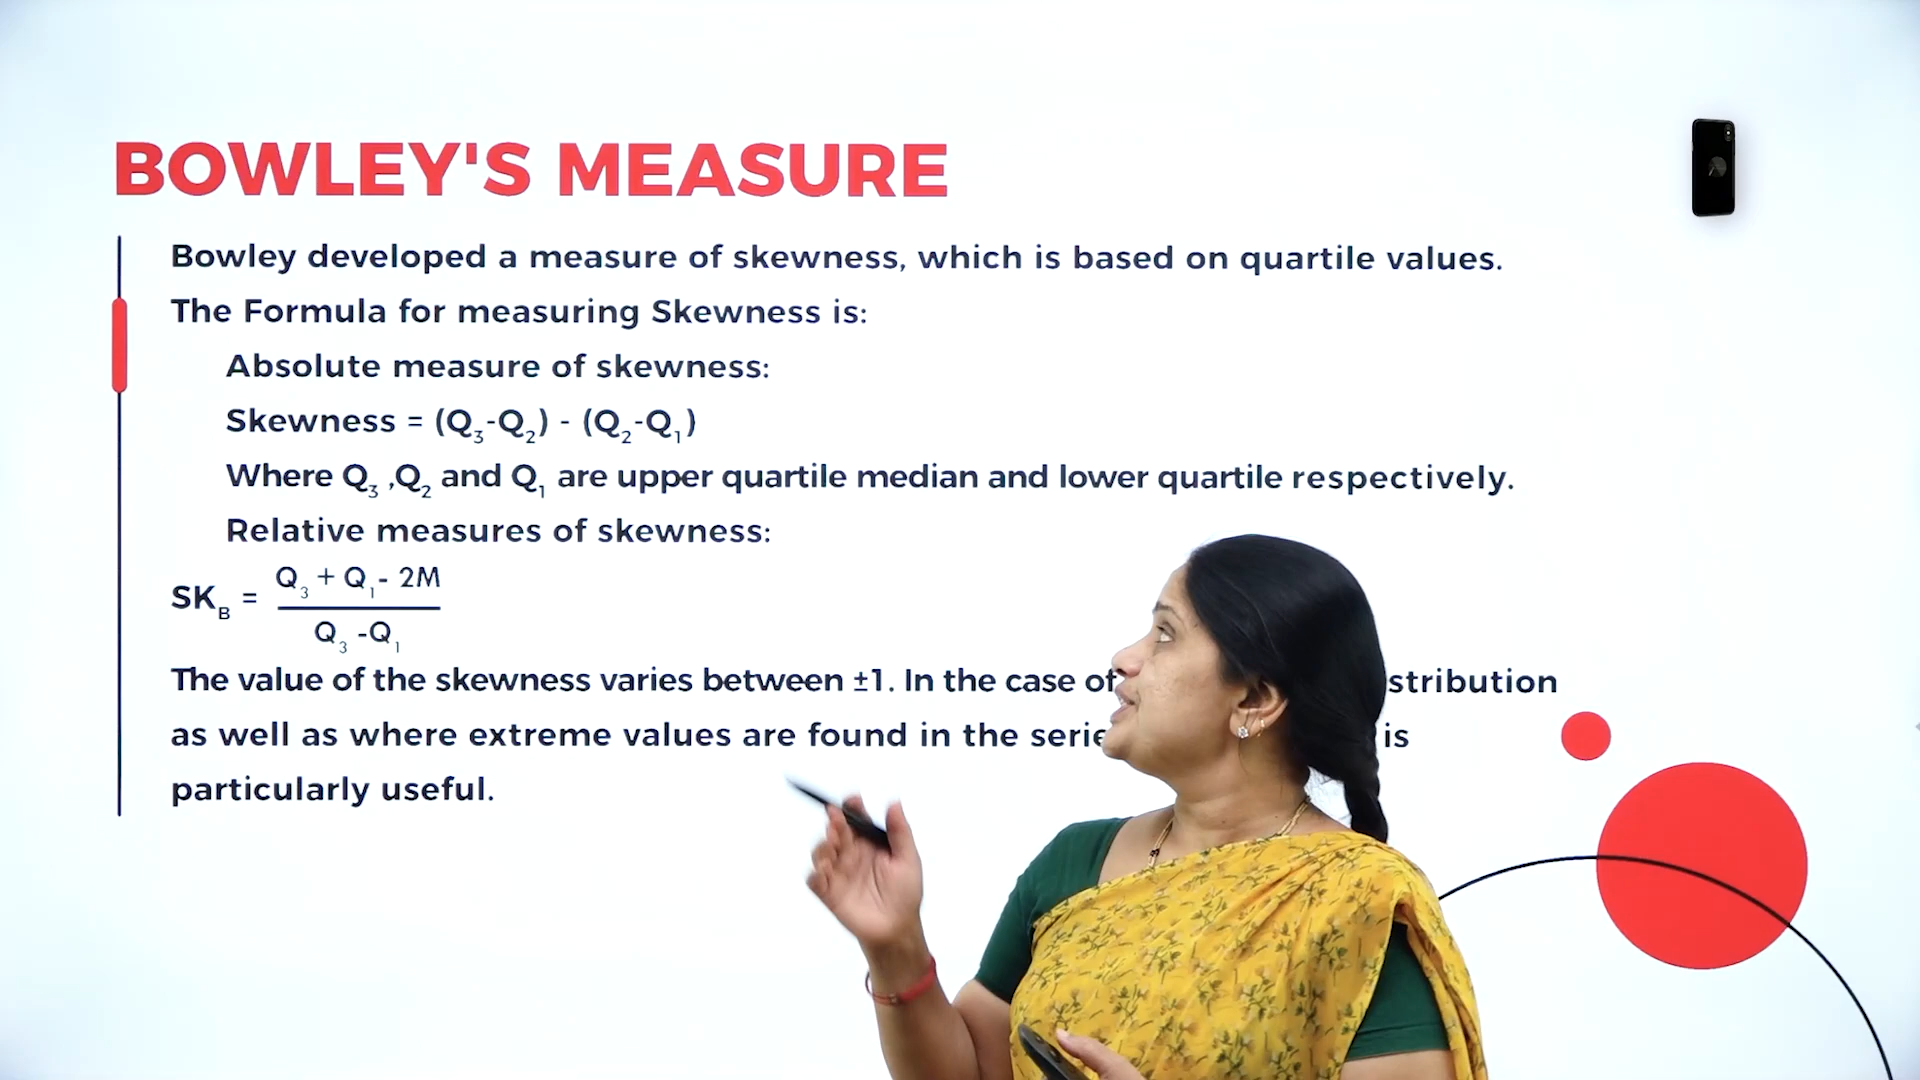 BOWLEY'S MEASURE
Bowley developed a measure of skewness, which is based on quartile values.
The Formula for measuring Skewness is:
Absolute measure of skewness:
Skewness = (Q₃-Q₂) - (Q₂-Q₁)
Where Q₃ ,Q₂ and Q₁ are upper quartile median and lower quartile respectively.
Relative measures of skewness:
SK_B = (Q₃ + Q₁ - 2M) / (Q₃ - Q₁)
The value of the skewness varies between ±1. In the case of stribution
as well as where extreme values are found in the serie is
particularly useful.